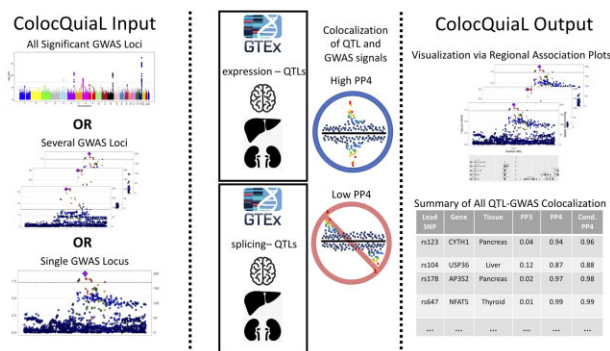 ColocQuiaL Input
All Significant GWAS Loci
OR
Several GWAS Loci
OR
Single GWAS Locus
GTEx
expression – QTLs
GTEx
splicing– QTLs
Colocalization
of QTL and
GWAS signals
High PP4
Low PP4
ColocQuiaL Output
Visualization via Regional Association Plots
Summary of All QTL-GWAS Colocalization
Lead SNP Gene Tissue PP3 PP4 Cond. PP4
rs123 CYTH1 Pancreas 0.04 0.94 0.96
rs104 USP36 Liver 0.12 0.87 0.88
rs178 AP3S2 Pancreas 0.02 0.97 0.98
rs647 NFAT5 Thyroid 0.01 0.99 0.99
... ... ... ... ... ...